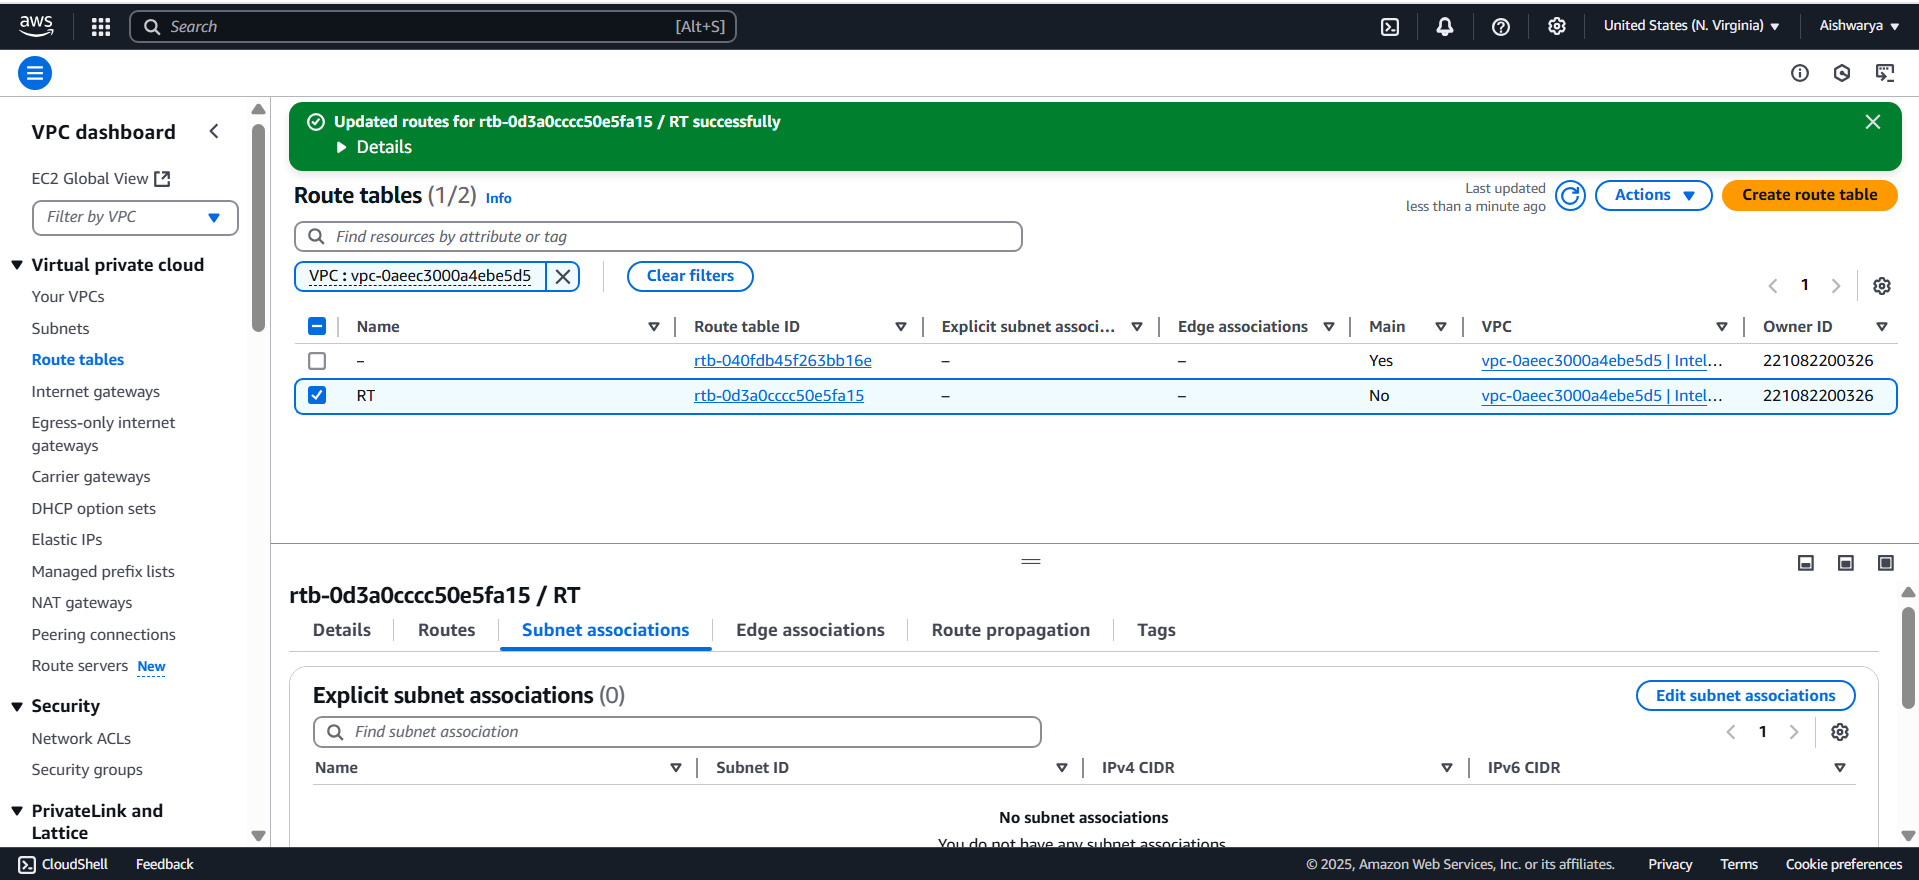 aws
Search [Alt+S]
United States (N. Virginia)
Aishwarya
VPC dashboard
EC2 Global View
Filter by VPC
Virtual private cloud
Your VPCs
Subnets
Route tables
Internet gateways
Egress-only internet
gateways
Carrier gateways
DHCP option sets
Elastic IPs
Managed prefix lists
NAT gateways
Peering connections
Route servers New
Security
Network ACLs
Security groups
PrivateLink and
Lattice
Updated routes for rtb-0d3a0cccc50e5fa15 / RT successfully
Details
Route tables (1/2) Info
Last updated
less than a minute ago
Actions
Create route table
Find resources by attribute or tag
VPC : vpc-0aeec3000a4ebe5d5
Clear filters
1
Name Route table ID Explicit subnet associ... Edge associations Main VPC Owner ID
– rtb-040fdb45f263bb16e – – Yes vpc-0aeec3000a4ebe5d5 | Intel... 221082200326
RT rtb-0d3a0cccc50e5fa15 – – No vpc-0aeec3000a4ebe5d5 | Intel... 221082200326
rtb-0d3a0cccc50e5fa15 / RT
Details Routes Subnet associations Edge associations Route propagation Tags
Explicit subnet associations (0)
Edit subnet associations
Find subnet association
1
Name Subnet ID IPv4 CIDR IPv6 CIDR
No subnet associations
You do not have any subnet associations
CloudShell Feedback © 2025, Amazon Web Services, Inc. or its affiliates. Privacy Terms Cookie preferences